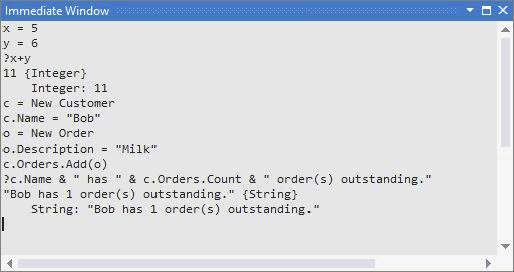 Immediate Window
x = 5
y = 6
?x+y
11 {Integer}
    Integer: 11
c = New Customer
c.Name = "Bob"
o = New Order
o.Description = "Milk"
c.Orders.Add(o)
?c.Name & " has " & c.Orders.Count & " order(s) outstanding."
"Bob has 1 order(s) outstanding." {String}
    String: "Bob has 1 order(s) outstanding."